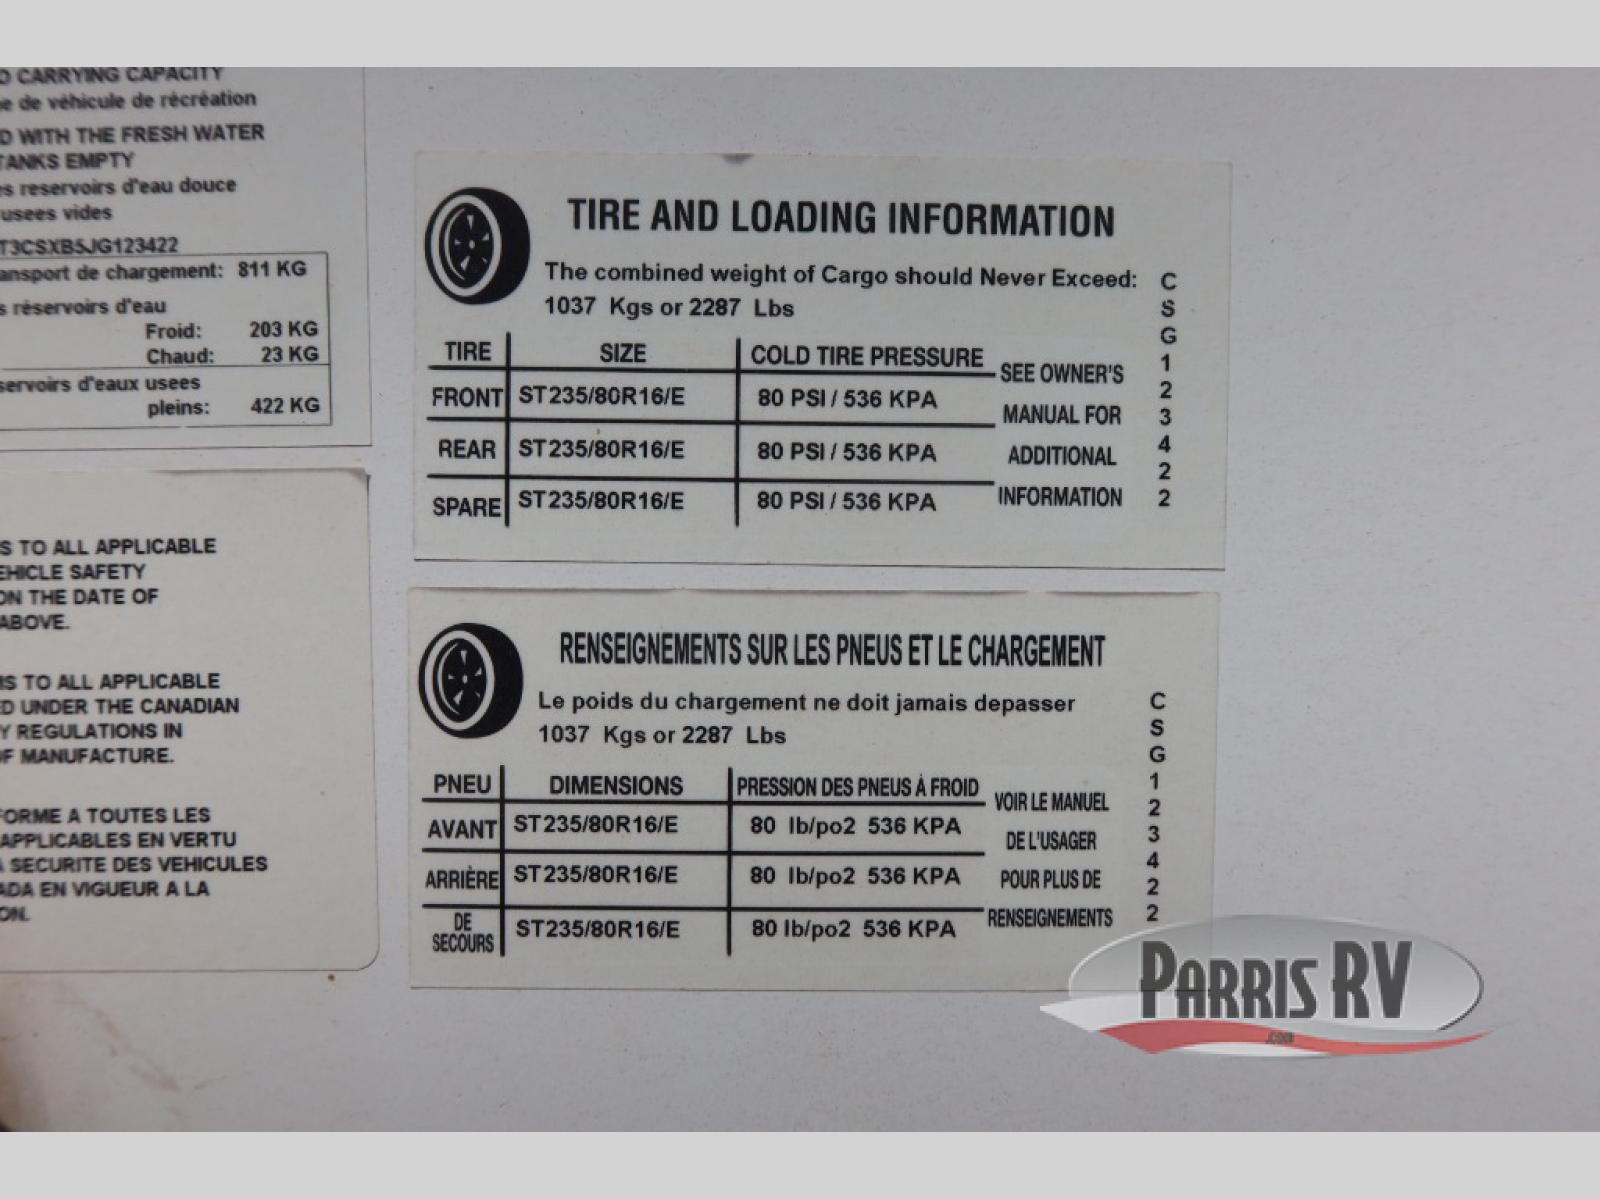 CARRYING CAPACITY
de véhicule de récréation
WITH THE FRESH WATER
TANKS EMPTY
reservoirs d'eau douce
usees vides
T3CSXB5JG123422
de chargement: 811 KG
réservoirs d'eau
Froid: 203 KG
Chaud: 23 KG
d'eaux usees
pleins: 422 KG
TO ALL APPLICABLE
SAFETY
ON THE DATE OF
ABOVE.
TO ALL APPLICABLE
UNDER THE CANADIAN
REGULATIONS IN
OF MANUFACTURE.
A TOUTES LES
APPLICABLES EN VERTU
SECURITE DES VEHICULES
EN VIGUEUR A LA
TIRE AND LOADING INFORMATION
The combined weight of Cargo should Never Exceed:
1037 Kgs or 2287 Lbs
TIRE SIZE COLD TIRE PRESSURE
FRONT ST235/80R16/E 80 PSI / 536 KPA
REAR ST235/80R16/E 80 PSI / 536 KPA
SPARE ST235/80R16/E 80 PSI / 536 KPA
SEE OWNER'S
MANUAL FOR
ADDITIONAL
INFORMATION
CSG123422
RENSEIGNEMENTS SUR LES PNEUS ET LE CHARGEMENT
Le poids du chargement ne doit jamais depasser
1037 Kgs or 2287 Lbs
PNEU DIMENSIONS PRESSION DES PNEUS À FROID
AVANT ST235/80R16/E 80 lb/po2 536 KPA
ARRIÈRE ST235/80R16/E 80 lb/po2 536 KPA
DE
SECOURS ST235/80R16/E 80 lb/po2 536 KPA
VOIR LE MANUEL
DE L'USAGER
POUR PLUS DE
RENSEIGNEMENTS
CSG123422
PARRIS RV
.COM